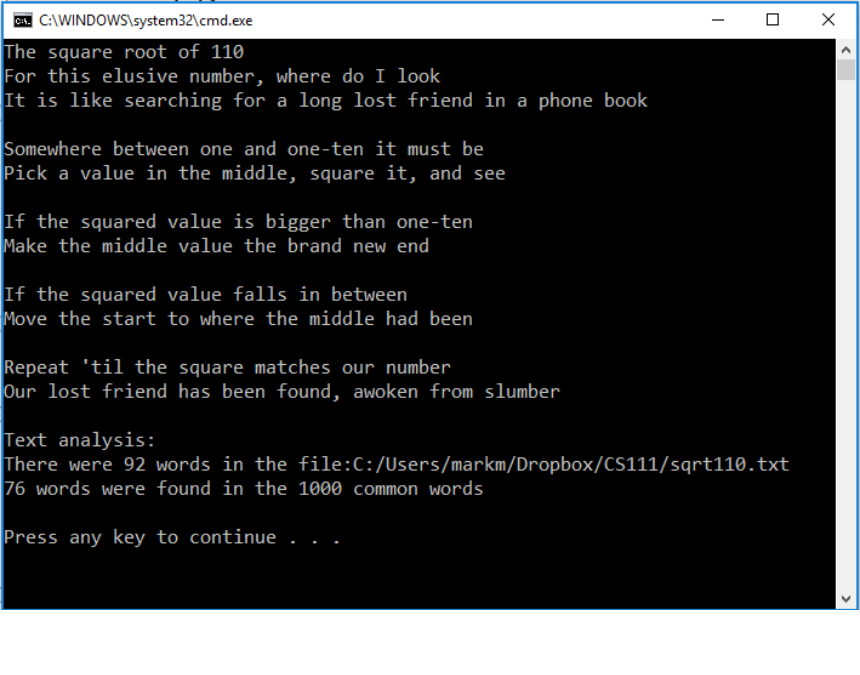 C:\WINDOWS\system32\cmd.exe
The square root of 110
For this elusive number, where do I look
It is like searching for a long lost friend in a phone book
Somewhere between one and one-ten it must be
Pick a value in the middle, square it, and see
If the squared value is bigger than one-ten
Make the middle value the brand new end
If the squared value falls in between
Move the start to where the middle had been
Repeat 'til the square matches our number
Our lost friend has been found, awoken from slumber
Text analysis:
There were 92 words in the file:C:/Users/markm/Dropbox/CS111/sqrt110.txt
76 words were found in the 1000 common words
Press any key to continue . . .